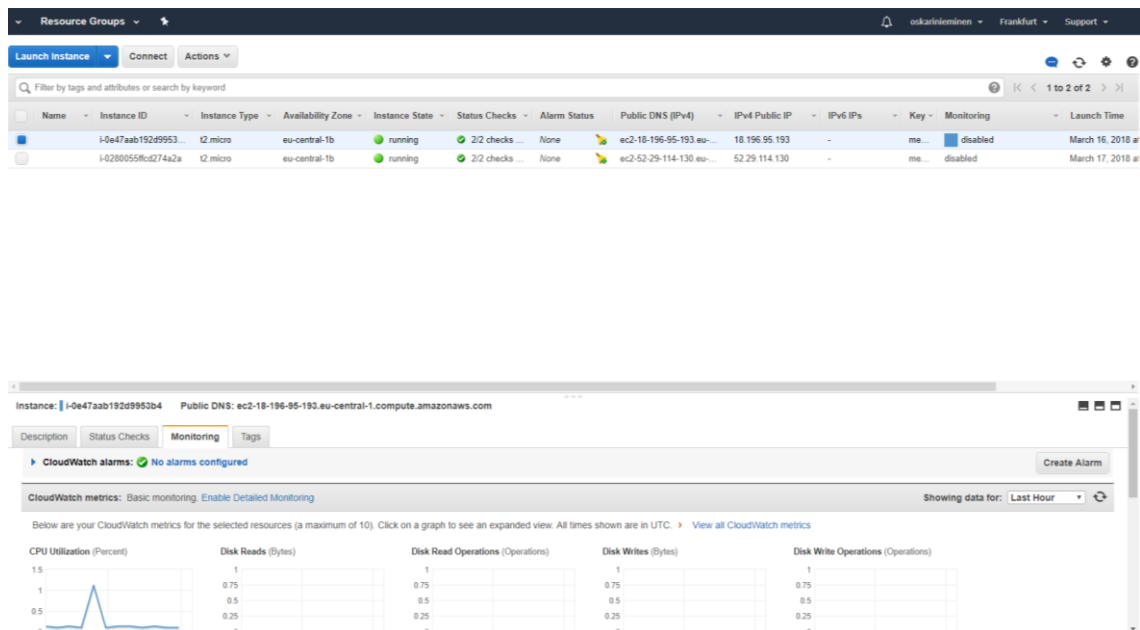 Resource Groups oskarinieminen Frankfurt Support
Launch Instance Connect Actions
Filter by tags and attributes or search by keyword 1 to 2 of 2
Name Instance ID Instance Type Availability Zone Instance State Status Checks Alarm Status Public DNS (IPv4) IPv4 Public IP IPv6 IPs Key Monitoring Launch Time
i-0e47aab192d9953... t2.micro eu-central-1b running 2/2 checks ... None ec2-18-196-95-193.eu-... 18.196.95.193 - me... disabled March 16, 2018 at
i-0280055ffcd274a2a t2.micro eu-central-1b running 2/2 checks ... None ec2-52-29-114-130.eu-... 52.29.114.130 - me... disabled March 17, 2018 at
Instance: i-0e47aab192d9953b4 Public DNS: ec2-18-196-95-193.eu-central-1.compute.amazonaws.com
Description Status Checks Monitoring Tags
CloudWatch alarms: No alarms configured Create Alarm
CloudWatch metrics: Basic monitoring. Enable Detailed Monitoring Showing data for: Last Hour
Below are your CloudWatch metrics for the selected resources (a maximum of 10). Click on a graph to see an expanded view. All times shown are in UTC. View all CloudWatch metrics
CPU Utilization (Percent) Disk Reads (Bytes) Disk Read Operations (Operations) Disk Writes (Bytes) Disk Write Operations (Operations)
1.5 1 1 1 1
1 0.75 0.75 0.75 0.75
0.5 0.5 0.5 0.5
0.5 0.25 0.25 0.25 0.25